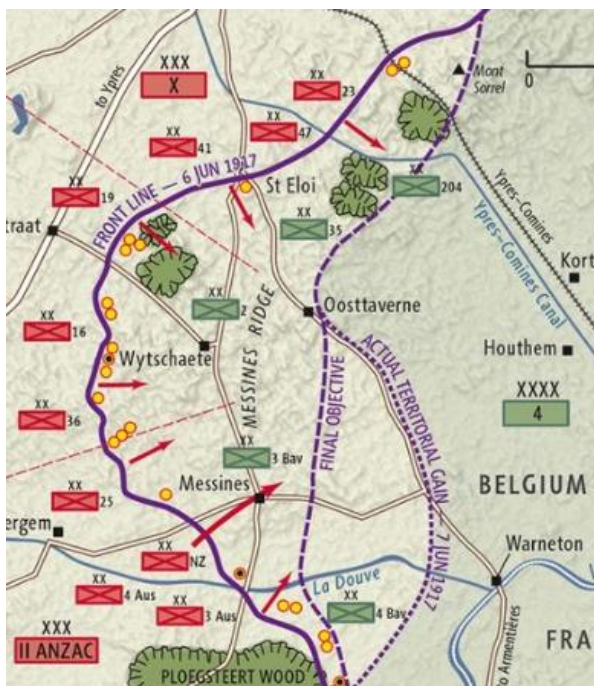 XXX
X
to Ypres
XX
23
Mont
Sorrel
0
XX
41
XX
47
FRONT LINE — 6 JUN 1917
XX
19
St Eloi
XX
204
Ypres-Comines
Ypres-Comines Canal
traat
XX
35
Kort
XX
2
Oosttaverne
XX
16
Wytschaete
MESSINES RIDGE
Houthem
XXXX
4
XX
36
FINAL OBJECTIVE
ACTUAL TERRITORIAL GAIN — 7 JUN 1917
XX
3 Bav
Messines
BELGIUM
XX
25
ergem
XX
NZ
Warneton
La Douve
XX
4 Aus
XX
3 Aus
XX
4 Bav
XXX
II ANZAC
FRA
to Armentières
PLOEGSTEERT WOOD